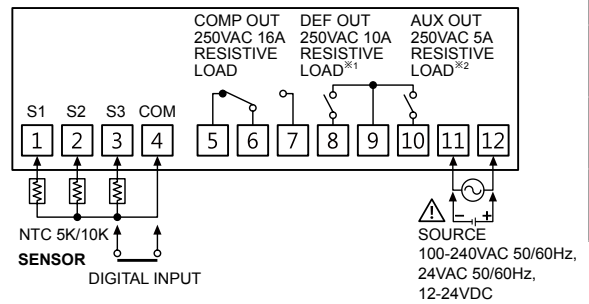 COMP OUT
250VAC 16A
RESISTIVE
LOAD
DEF OUT
250VAC 10A
RESISTIVE
LOAD※1
AUX OUT
250VAC 5A
RESISTIVE
LOAD※2
S1 S2 S3 COM
1 2 3 4 5 6 7 8 9 10 11 12
NTC 5K/10K
SENSOR
DIGITAL INPUT
− +
SOURCE
100-240VAC 50/60Hz,
24VAC 50/60Hz,
12-24VDC